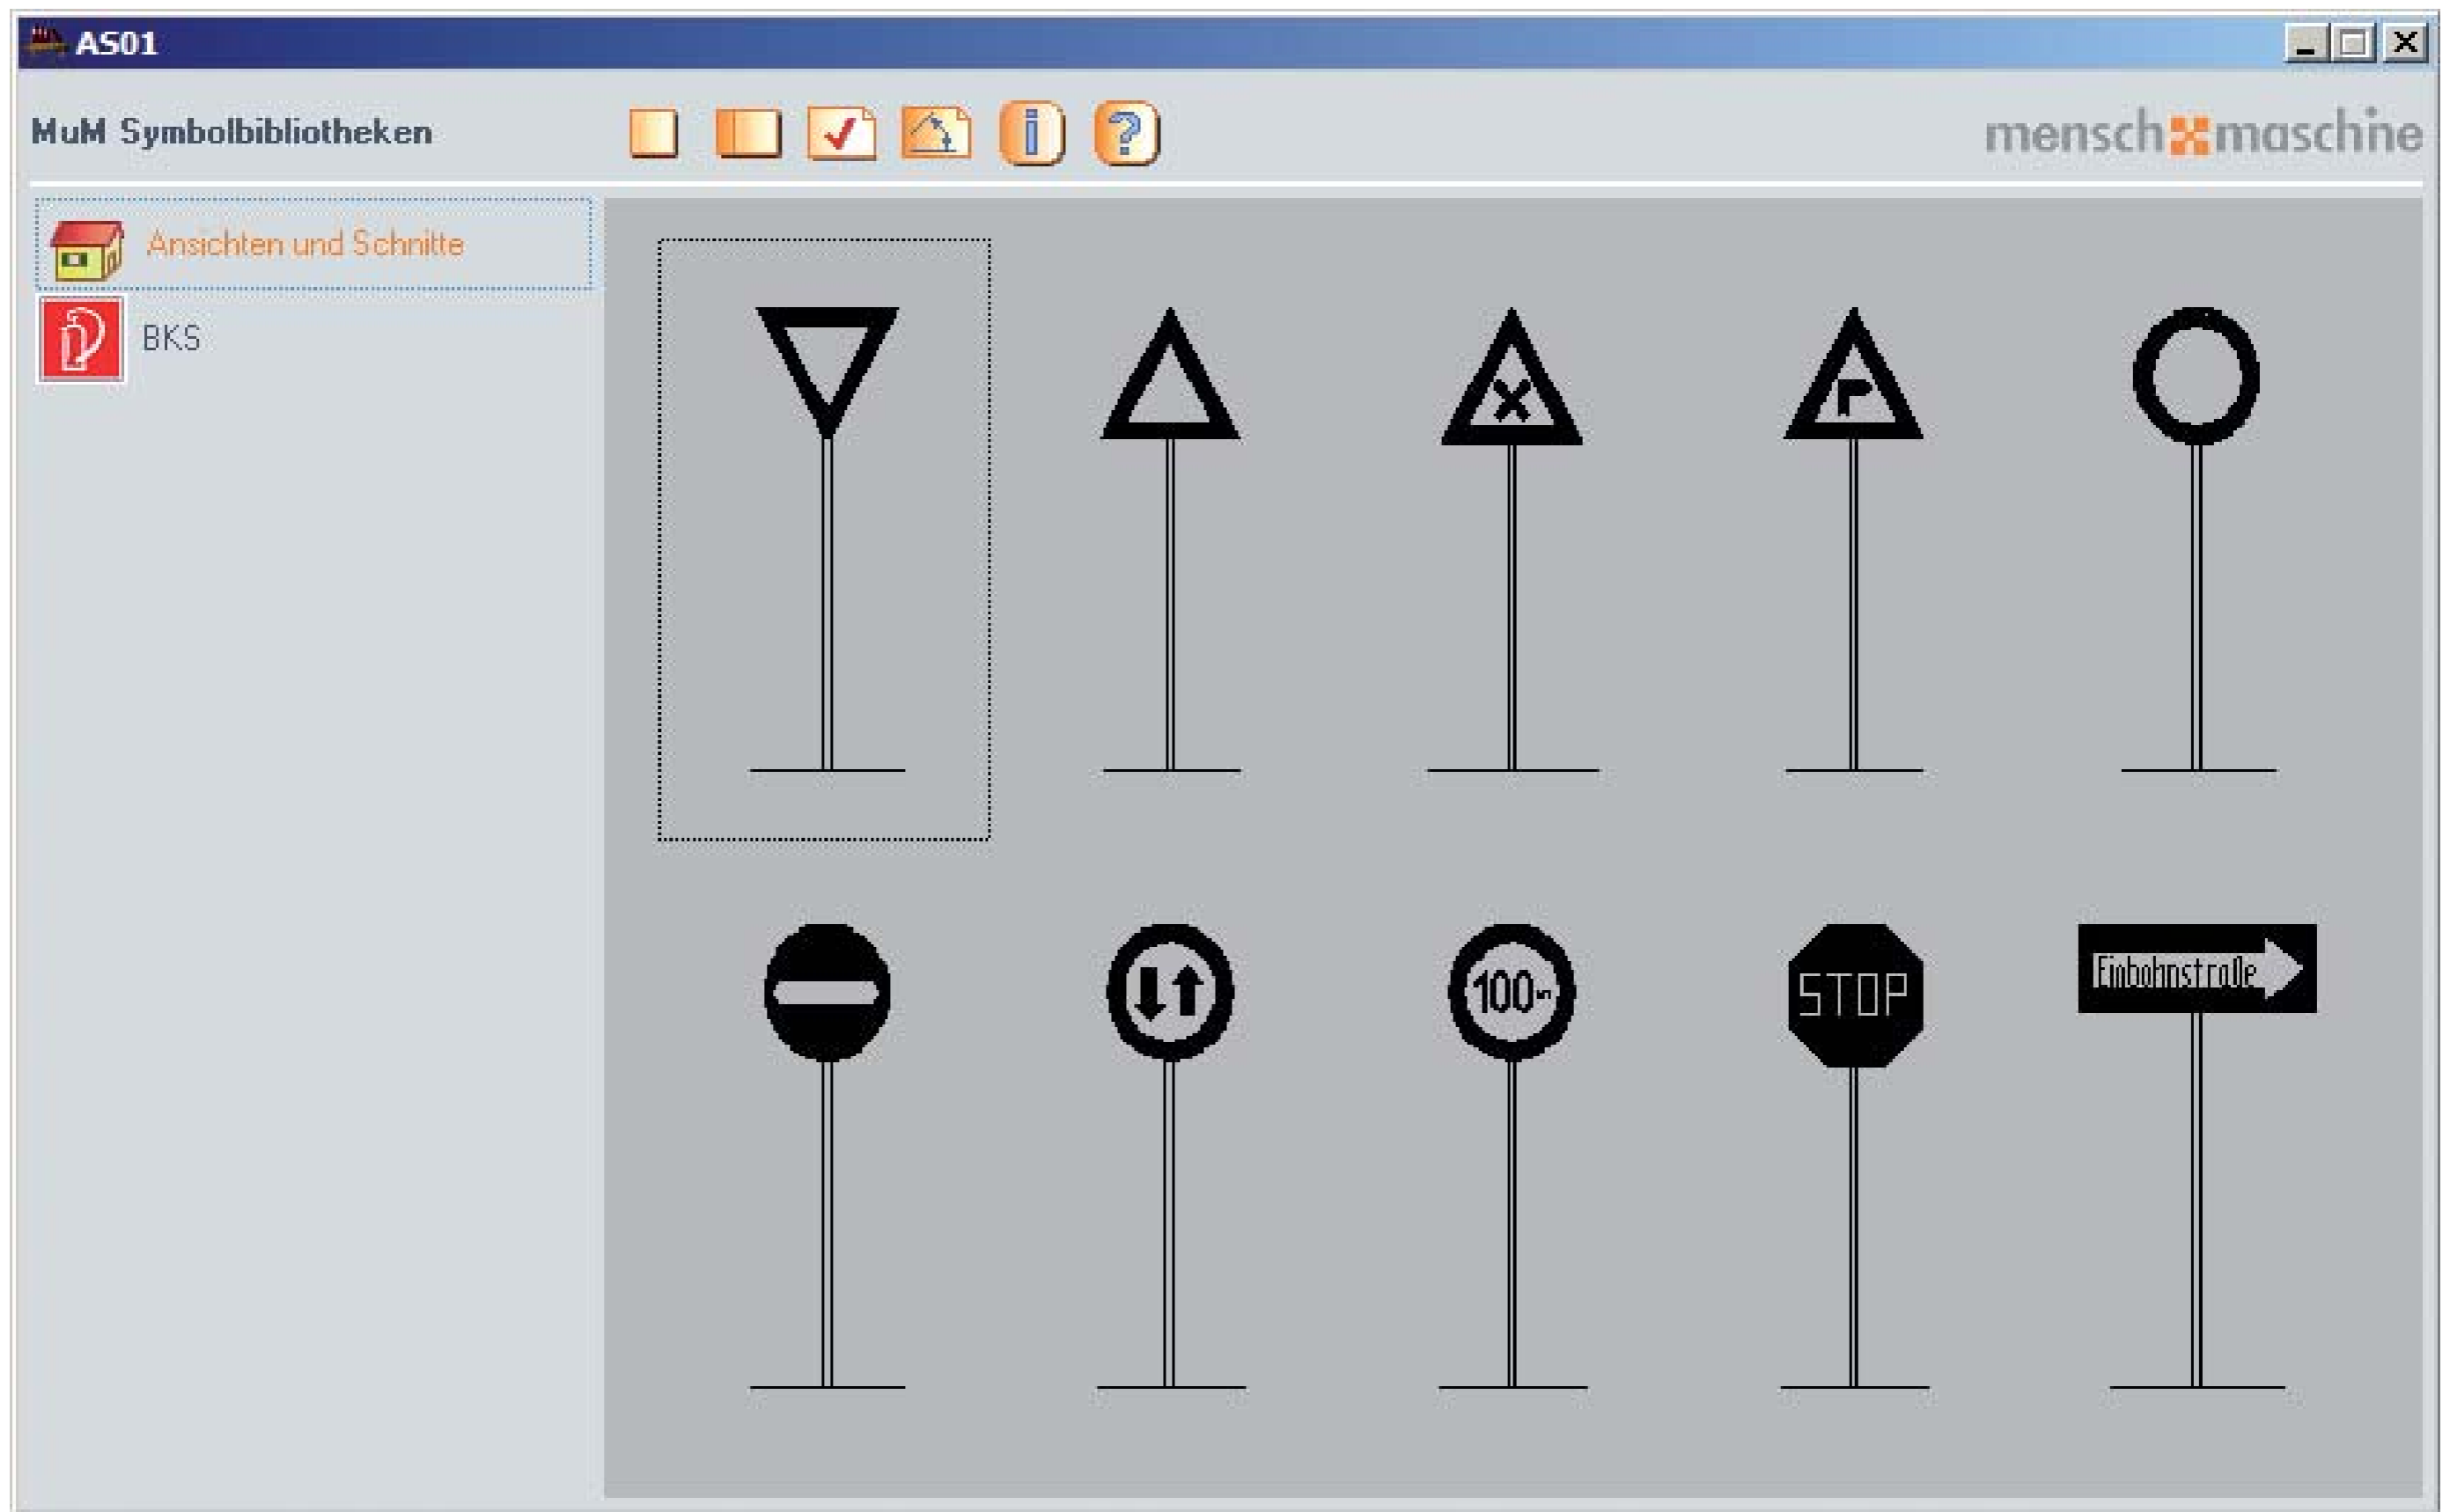 AS01
MuM Symbolbibliotheken
mensch maschine
Ansichten und Schnitte
BKS
100
STOP
Einbahnstraße